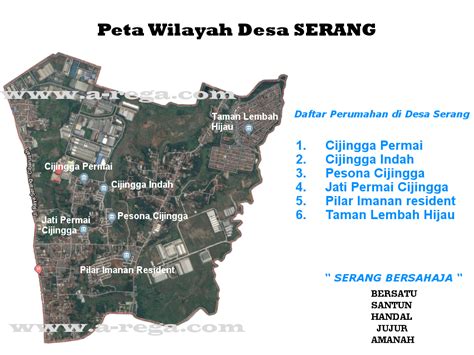 Peta Wilayah Desa SERANG
www.a-rega.com
Taman Lembah
Hijau
Cijingga Permai
Cijingga Indah
Pesona Cijingga
Jati Permai
Cijingga
Pilar Imanan Resident
www.a-rega.com
Daftar Perumahan di Desa Serang
1. Cijingga Permai
2. Cijingga Indah
3. Pesona Cijingga
4. Jati Permai Cijingga
5. Pilar Imanan resident
6. Taman Lembah Hijau
" SERANG BERSAHAJA "
BERSATU
SANTUN
HANDAL
JUJUR
AMANAH